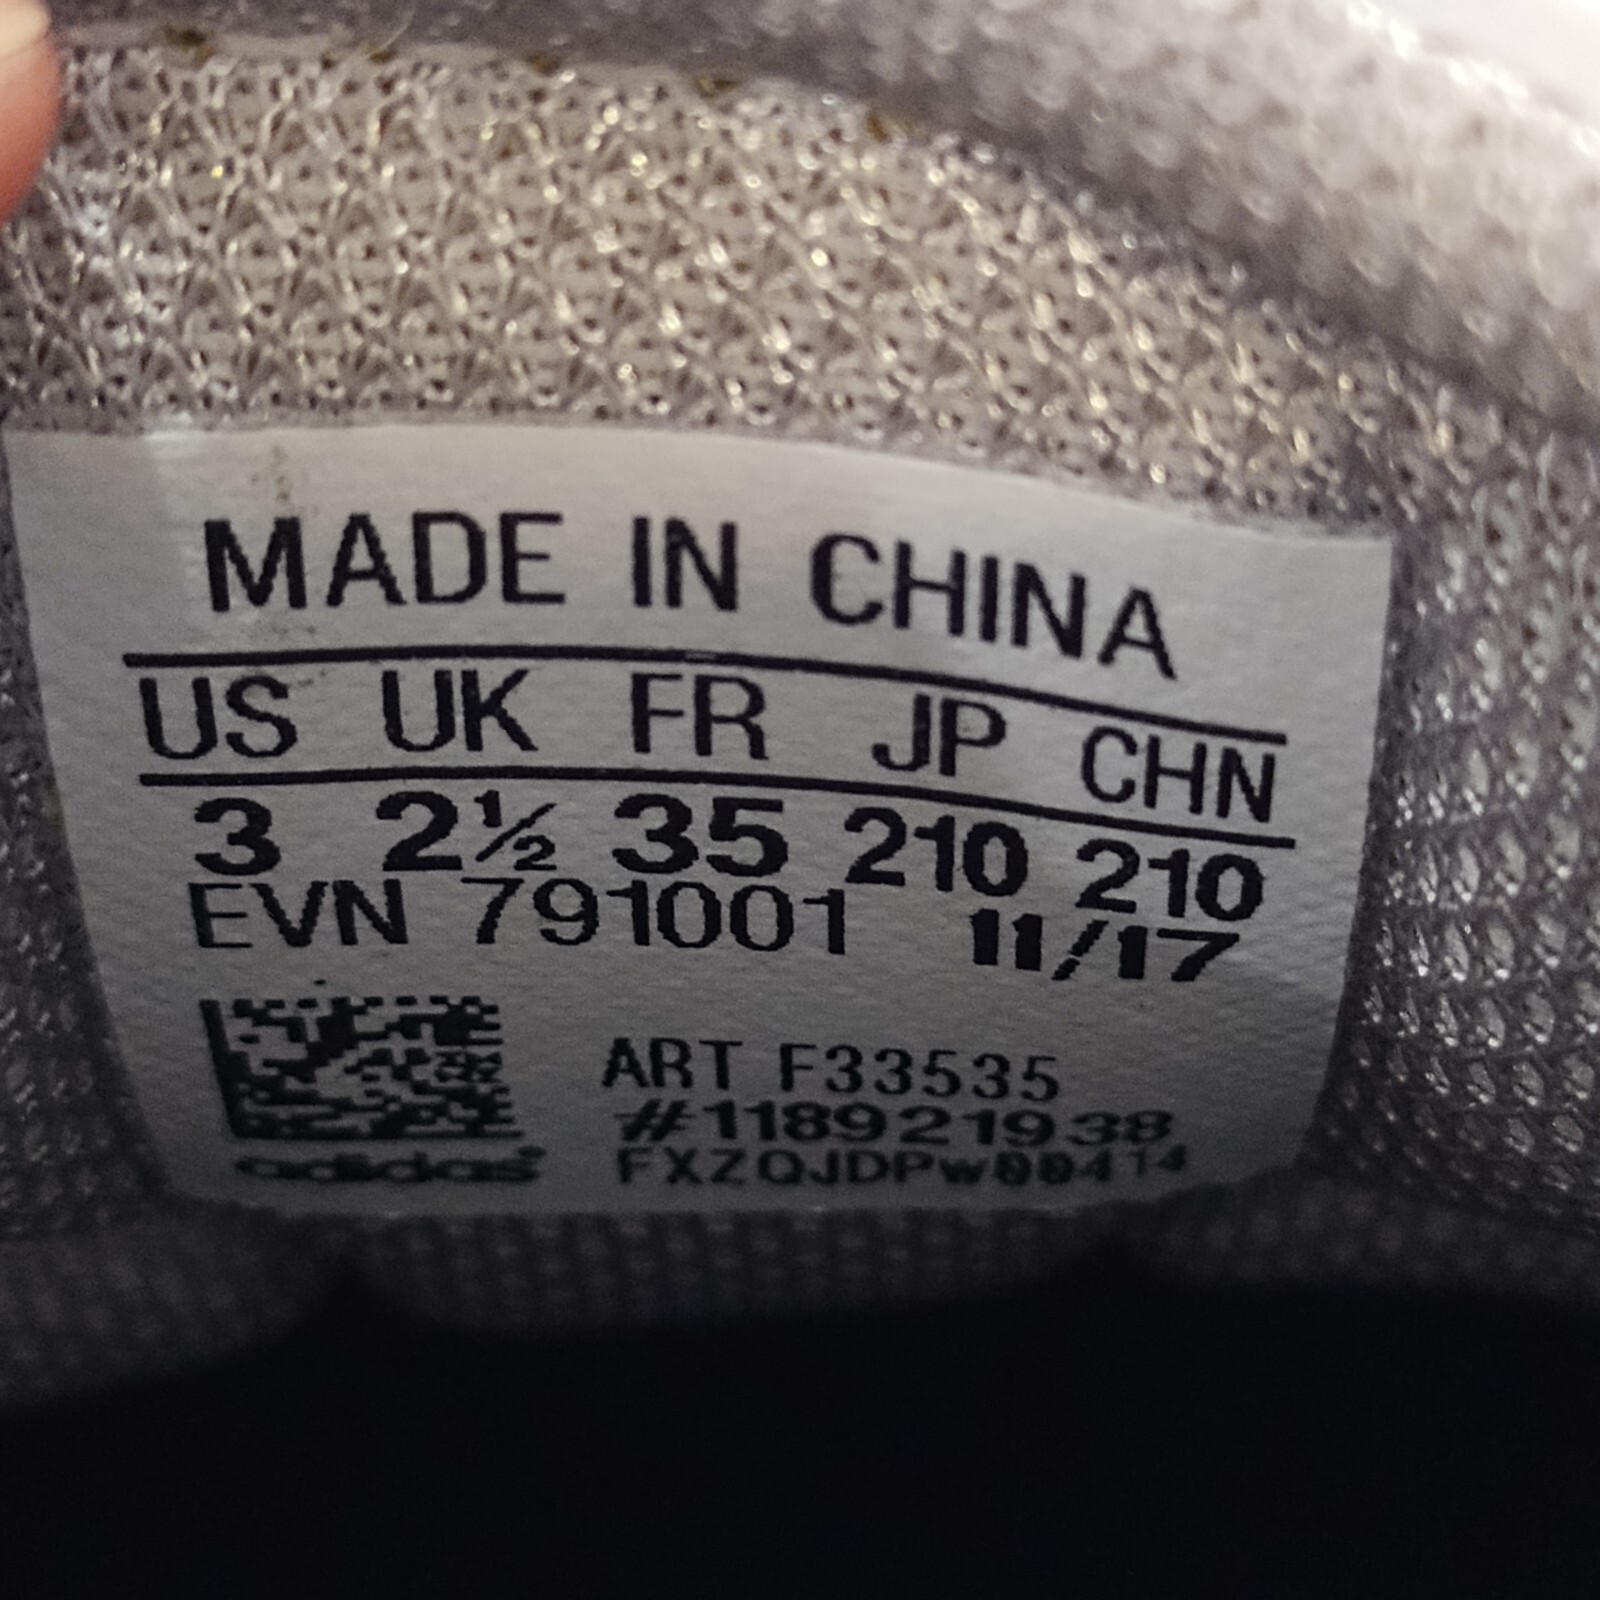 MADE IN CHINA
US UK FR JP CHN
3 2½ 35 210 210
EVN 791001 11/17
ART F33535
#118921938
FXZQJDPW00414
adidas